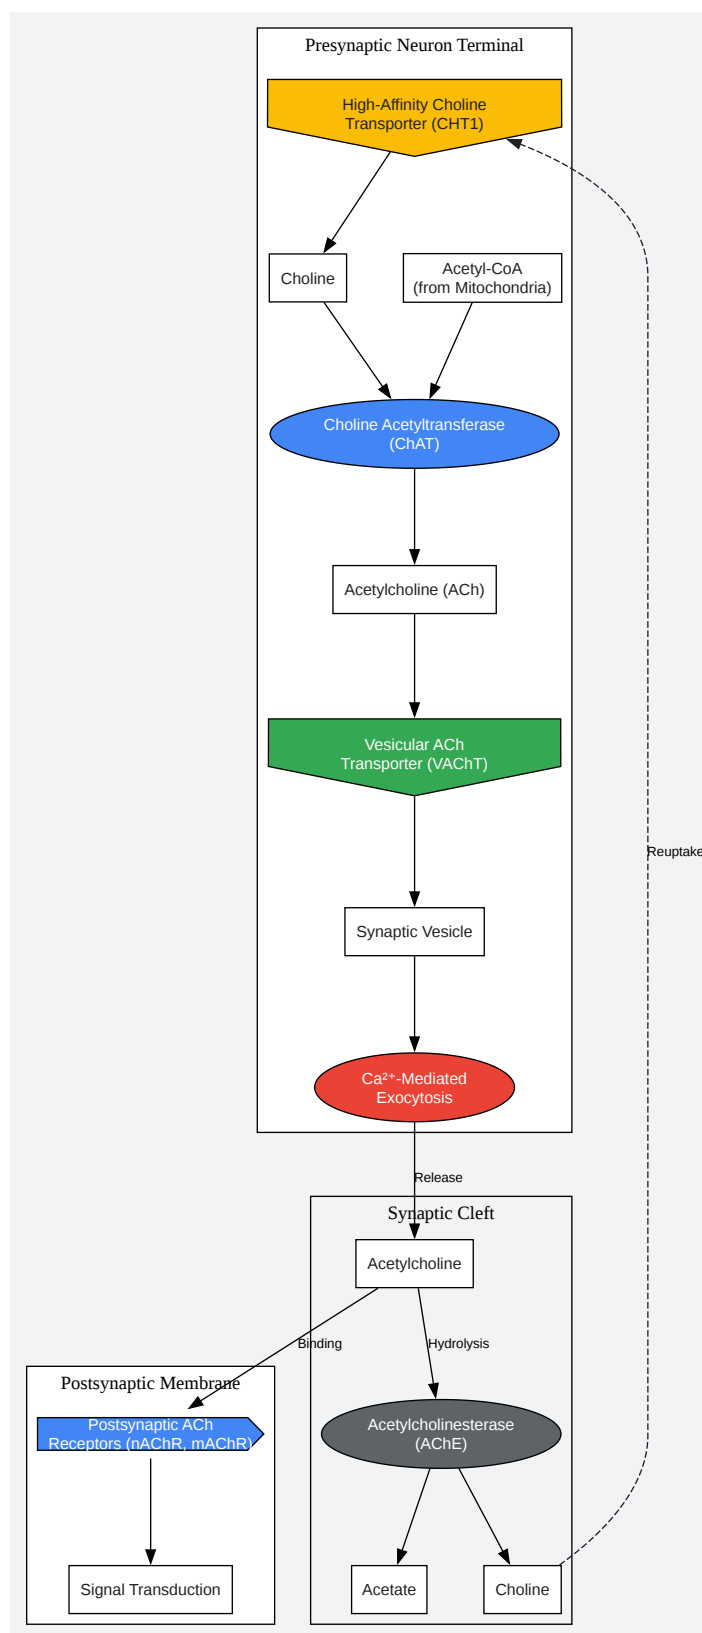 Presynaptic Neuron Terminal
High-Affinity Choline
Transporter (CHT1)
Choline
Acetyl-CoA
(from Mitochondria)
Choline Acetyltransferase
(ChAT)
Acetylcholine (ACh)
Vesicular ACh
Transporter (VAChT)
Reuptake
Synaptic Vesicle
Ca²⁺-Mediated
Exocytosis
Release
Synaptic Cleft
Acetylcholine
Binding
Hydrolysis
Postsynaptic Membrane
Postsynaptic ACh
Receptors (nAChR, mAChR)
Acetylcholinesterase
(AChE)
Signal Transduction
Acetate
Choline